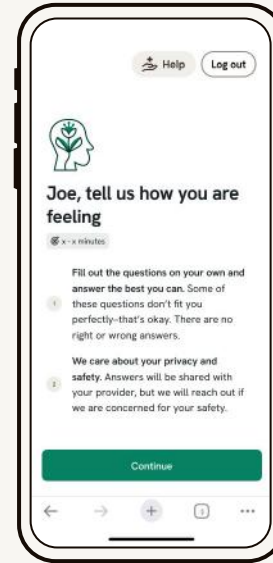 Help
Log out
Joe, tell us how you are
feeling
x - x minutes
Fill out the questions on your own and
answer the best you can. Some of
these questions don't fit you
perfectly–that's okay. There are no
right or wrong answers.
We care about your privacy and
safety. Answers will be shared with
your provider, but we will reach out if
we are concerned for your safety.
Continue